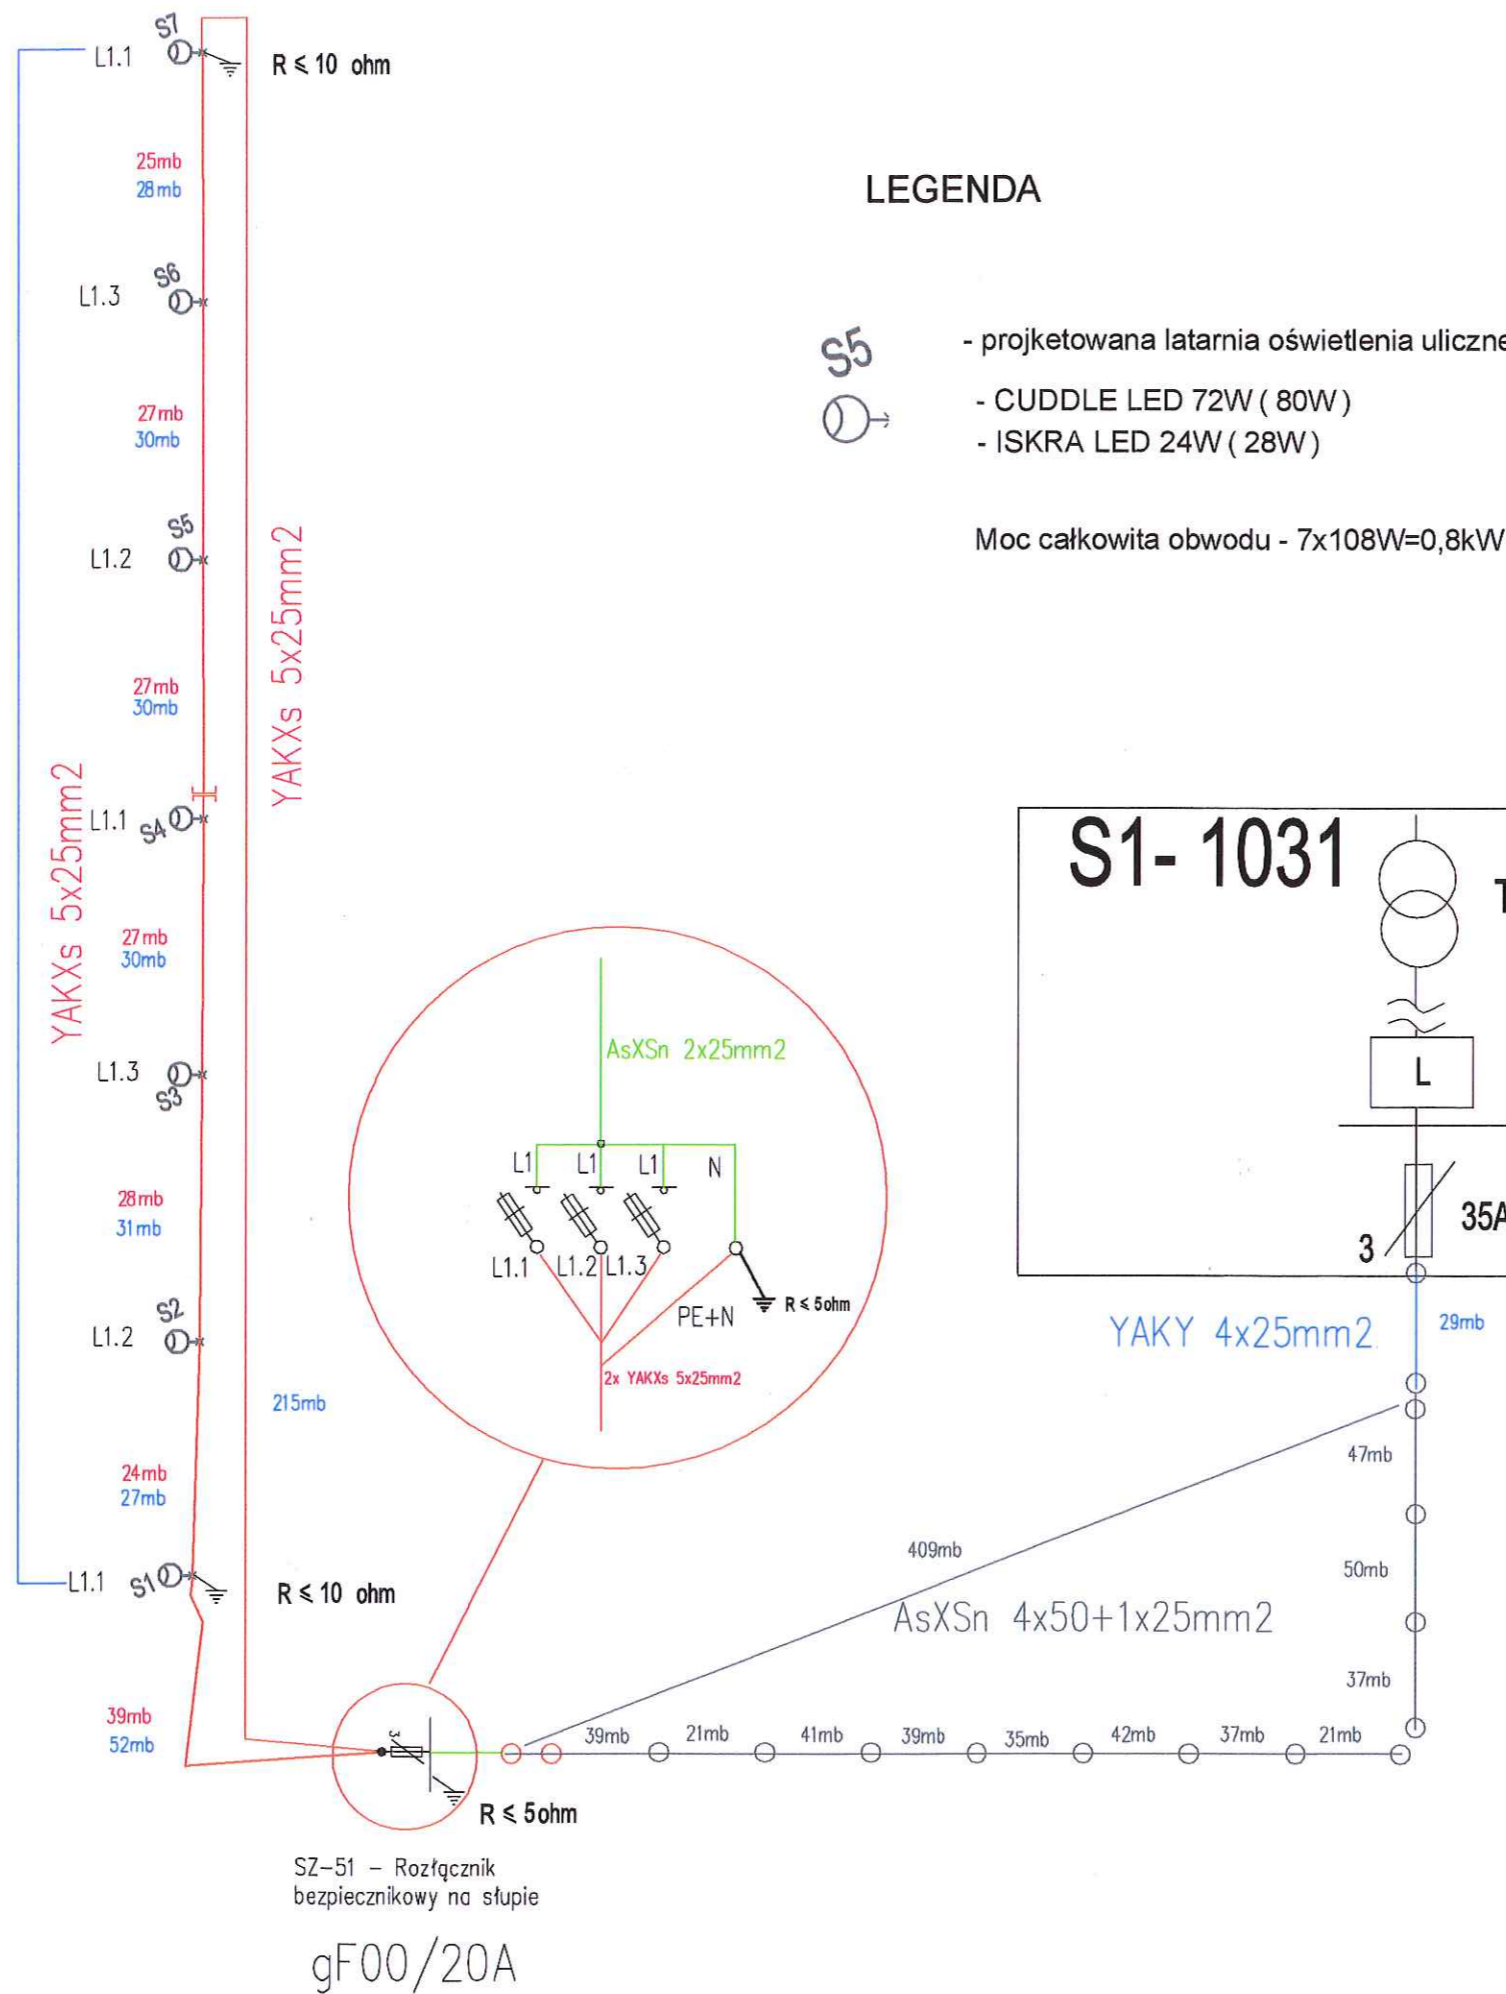 S7
L1.1
R ≤ 10 ohm
25mb
28mb
LEGENDA
S6
L1.3
S5
- projketowana latarnia oświetlenia uliczne
- CUDDLE LED 72W ( 80W )
- ISKRA LED 24W ( 28W )
27mb
30mb
S5
L1.2
Moc całkowita obwodu - 7x108W=0,8kW
YAKXs 5x25mm2
27mb
30mb
YAKXs 5x25mm2
L1.1
S4
S1- 1031
T
27mb
30mb
AsXSn 2x25mm2
L1.3
S3
L
L1
L1
L1
N
28mb
31mb
35A
3
L1.1
L1.2
L1.3
PE+N
R ≤ 5ohm
S2
L1.2
YAKY 4x25mm2
29mb
2x YAKXs 5x25mm2
215mb
47mb
24mb
27mb
409mb
50mb
L1.1
S1
R ≤ 10 ohm
AsXSn 4x50+1x25mm2
37mb
39mb
52mb
3
39mb
21mb
41mb
39mb
35mb
42mb
37mb
21mb
R ≤ 5ohm
SZ-51 - Rozłącznik
bezpiecznikowy na słupie
gF00/20A